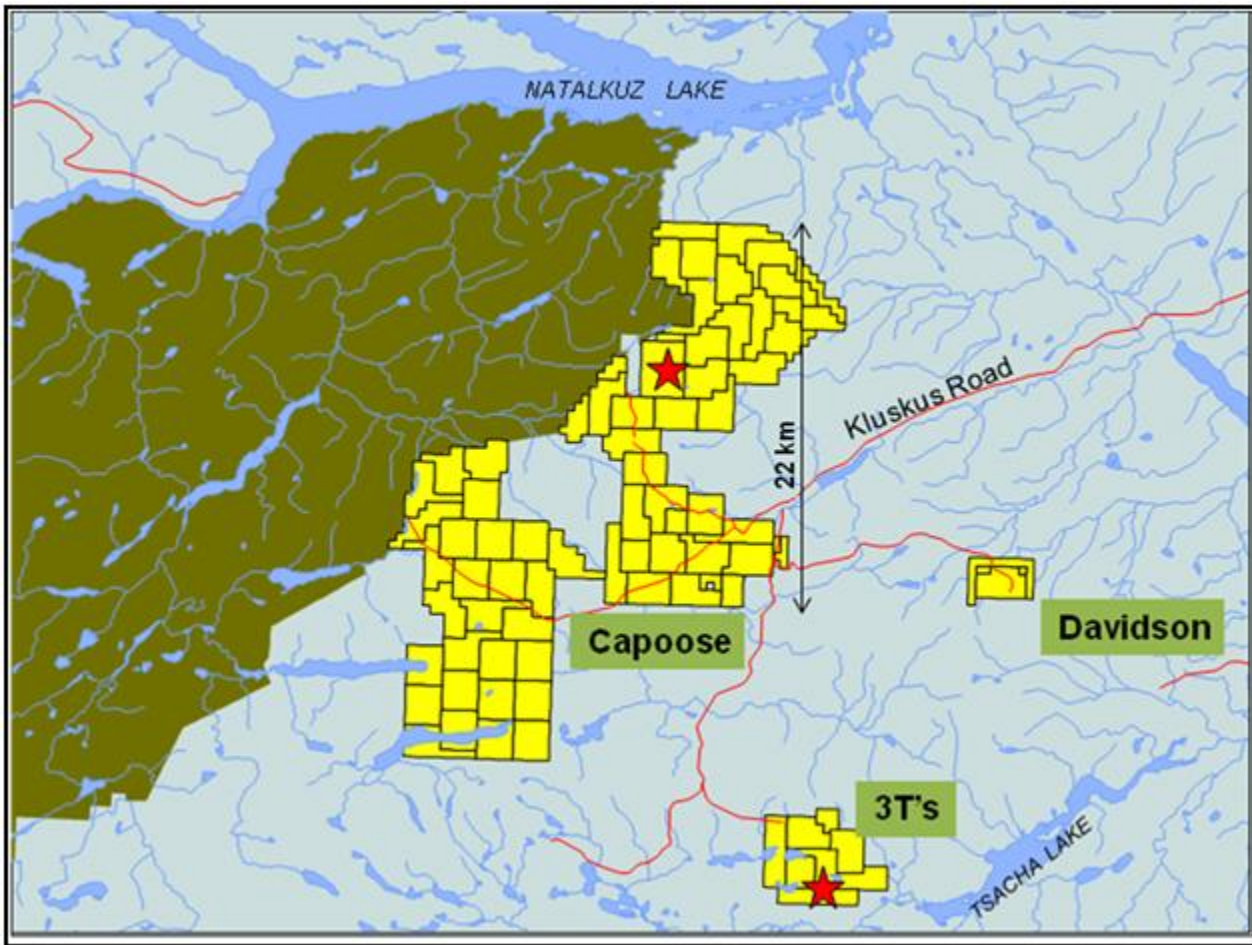 NATALKUZ LAKE
Kluskus Road
22 km
Capoose
Davidson
3T's
TSACHA LAKE